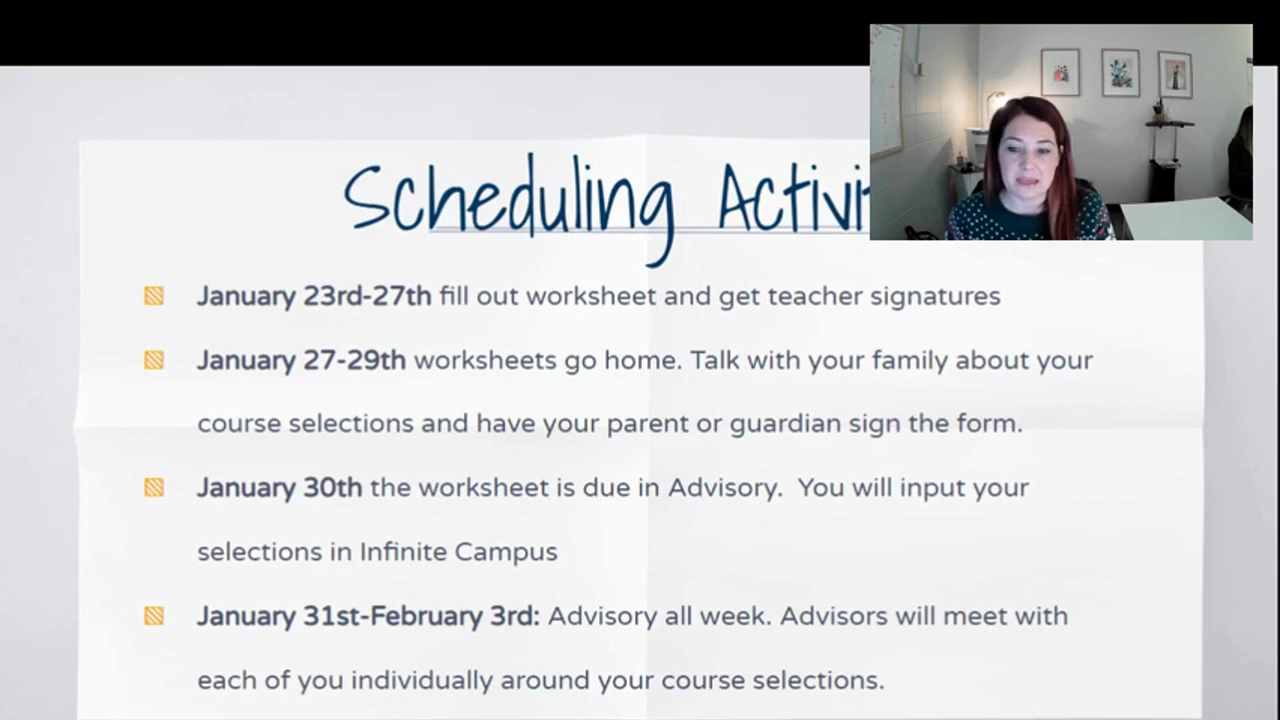 Scheduling
January 23rd-27th fill out worksheet and get teacher signatures
January 27-29th worksheets go home. Talk with your family about your
course selections and have your parent or guardian sign the form.
January 30th the worksheet is due in Advisory. You will input your
selections in Infinite Campus
January 31st-February 3rd: Advisory all week. Advisors will meet with
each of you individually around your course selections.